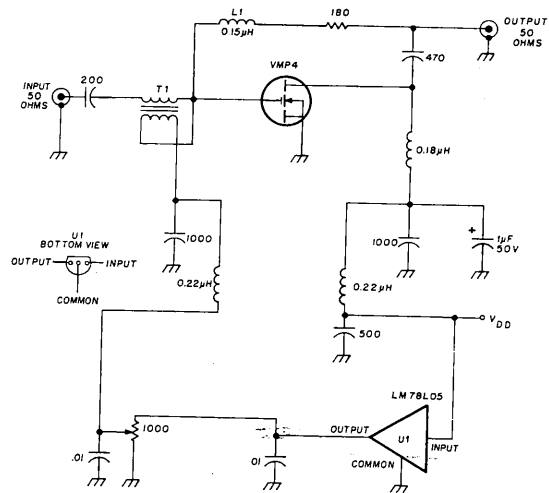 L1
0.15µH
180
OUTPUT
50
OHMS
470
VMP4
200
INPUT
50
OHMS
T1
0.18µH
U1
BOTTOM VIEW
OUTPUT
INPUT
COMMON
1000
0.22µH
1000
+
1µF
50V
0.22µH
500
VDD
LM78L05
1000
OUTPUT
U1
INPUT
COMMON
.01
.01